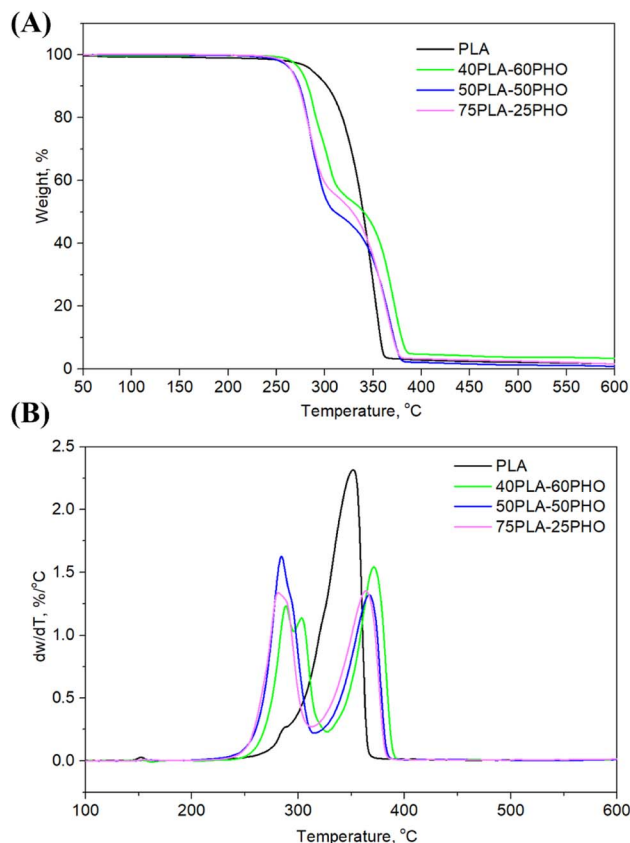 (A)
100
80
60
40
20
0
Weight, %
PLA
40PLA-60PHO
50PLA-50PHO
75PLA-25PHO
50 100 150 200 250 300 350 400 450 500 550 600
Temperature, °C
(B)
2.5
2.0
1.5
1.0
0.5
0.0
dw/dT, %/°C
PLA
40PLA-60PHO
50PLA-50PHO
75PLA-25PHO
100 200 300 400 500 600
Temperature, °C